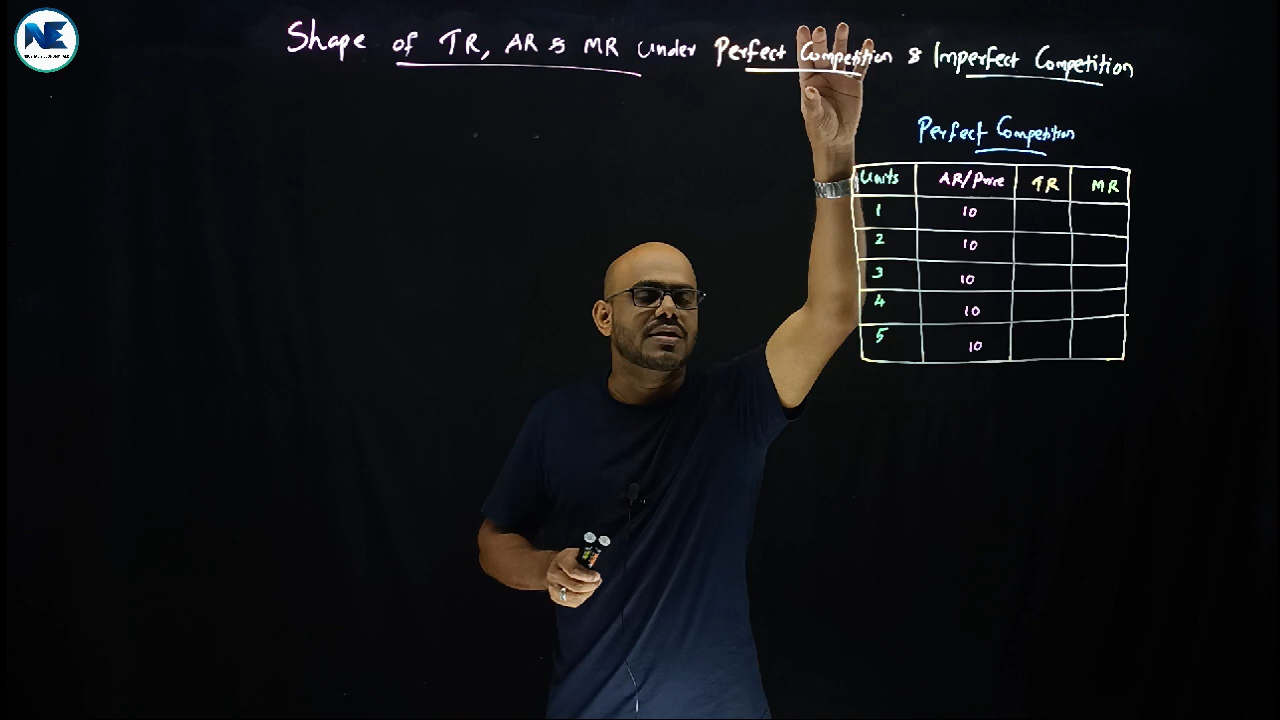 NE
Shape of TR, AR & MR Under Perfect Competition & Imperfect Competition
Perfect Competition
Units AR/Price TR MR
1 10
2 10
3 10
4 10
5 10